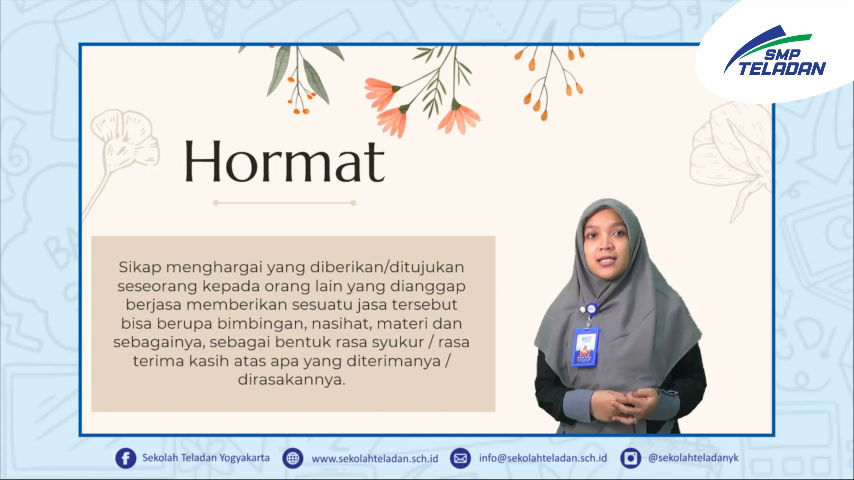 SMP
TELADAN
Hormat
Sikap menghargai yang diberikan/ditujukan
seseorang kepada orang lain yang dianggap
berjasa memberikan sesuatu jasa tersebut
bisa berupa bimbingan, nasihat, materi dan
sebagainya, sebagai bentuk rasa syukur / rasa
terima kasih atas apa yang diterimanya /
dirasakannya.
Sekolah Teladan Yogyakarta
www.sekolahteladan.sch.id
info@sekolahteladan.sch.id
@sekolahteladanyk